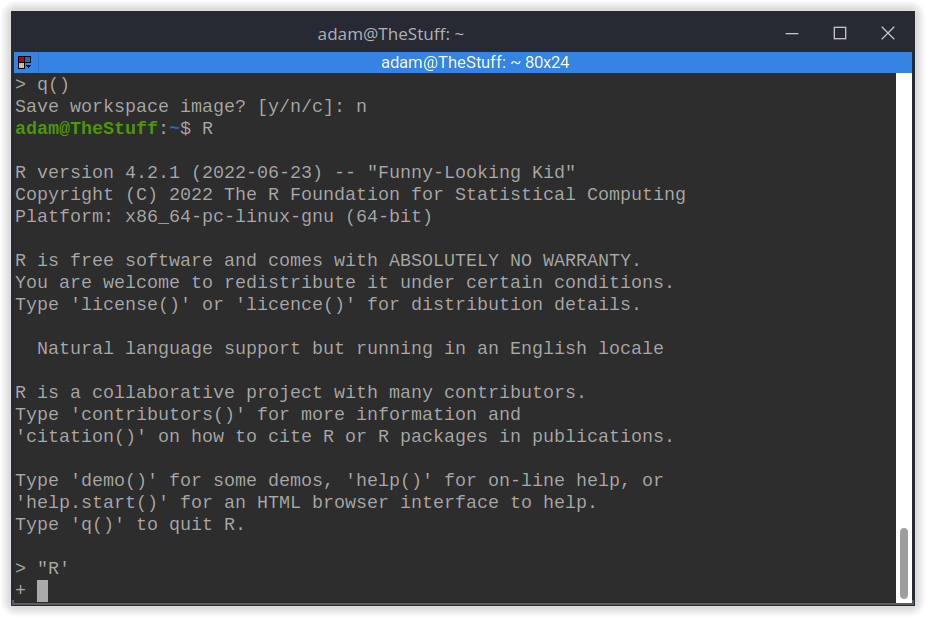 adam@TheStuff: ~
adam@TheStuff: ~ 80x24
> q()
Save workspace image? [y/n/c]: n
adam@TheStuff:~$ R
R version 4.2.1 (2022-06-23) -- "Funny-Looking Kid"
Copyright (C) 2022 The R Foundation for Statistical Computing
Platform: x86_64-pc-linux-gnu (64-bit)
R is free software and comes with ABSOLUTELY NO WARRANTY.
You are welcome to redistribute it under certain conditions.
Type 'license()' or 'licence()' for distribution details.
  Natural language support but running in an English locale
R is a collaborative project with many contributors.
Type 'contributors()' for more information and
'citation()' on how to cite R or R packages in publications.
Type 'demo()' for some demos, 'help()' for on-line help, or
'help.start()' for an HTML browser interface to help.
Type 'q()' to quit R.
> "R'
+